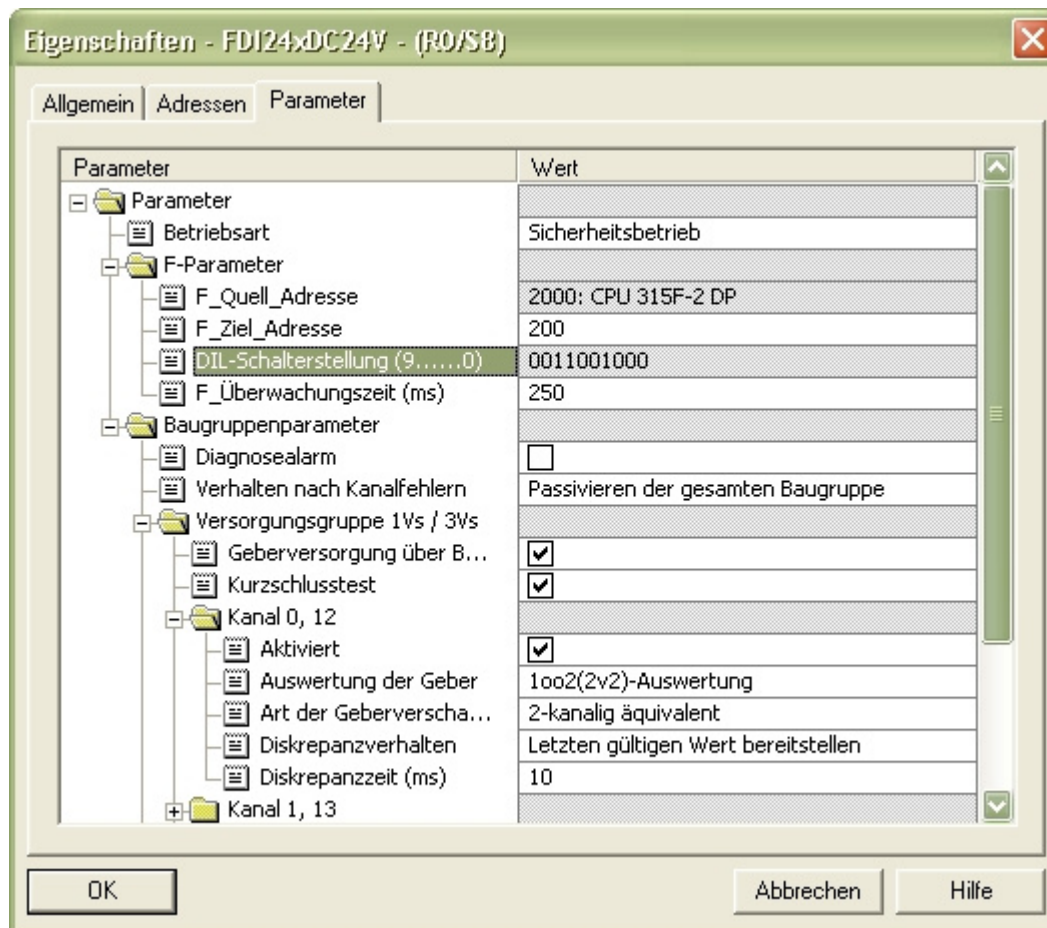 Eigenschaften - FDI24xDC24V - (R0/S8)
Allgemein Adressen Parameter
Parameter Wert
Parameter
Betriebsart Sicherheitsbetrieb
F-Parameter
F_Quell_Adresse 2000: CPU 315F-2 DP
F_Ziel_Adresse 200
DIL-Schalterstellung (9......0) 0011001000
F_Überwachungszeit (ms) 250
Baugruppenparameter
Diagnosealarm
Verhalten nach Kanalfehlern Passivieren der gesamten Baugruppe
Versorgungsgruppe 1Vs / 3Vs
Geberversorgung über B...
Kurzschlusstest
Kanal 0, 12
Aktiviert
Auswertung der Geber 1oo2(2v2)-Auswertung
Art der Geberverscha... 2-kanalig äquivalent
Diskrepanzverhalten Letzten gültigen Wert bereitstellen
Diskrepanzzeit (ms) 10
Kanal 1, 13
OK Abbrechen Hilfe